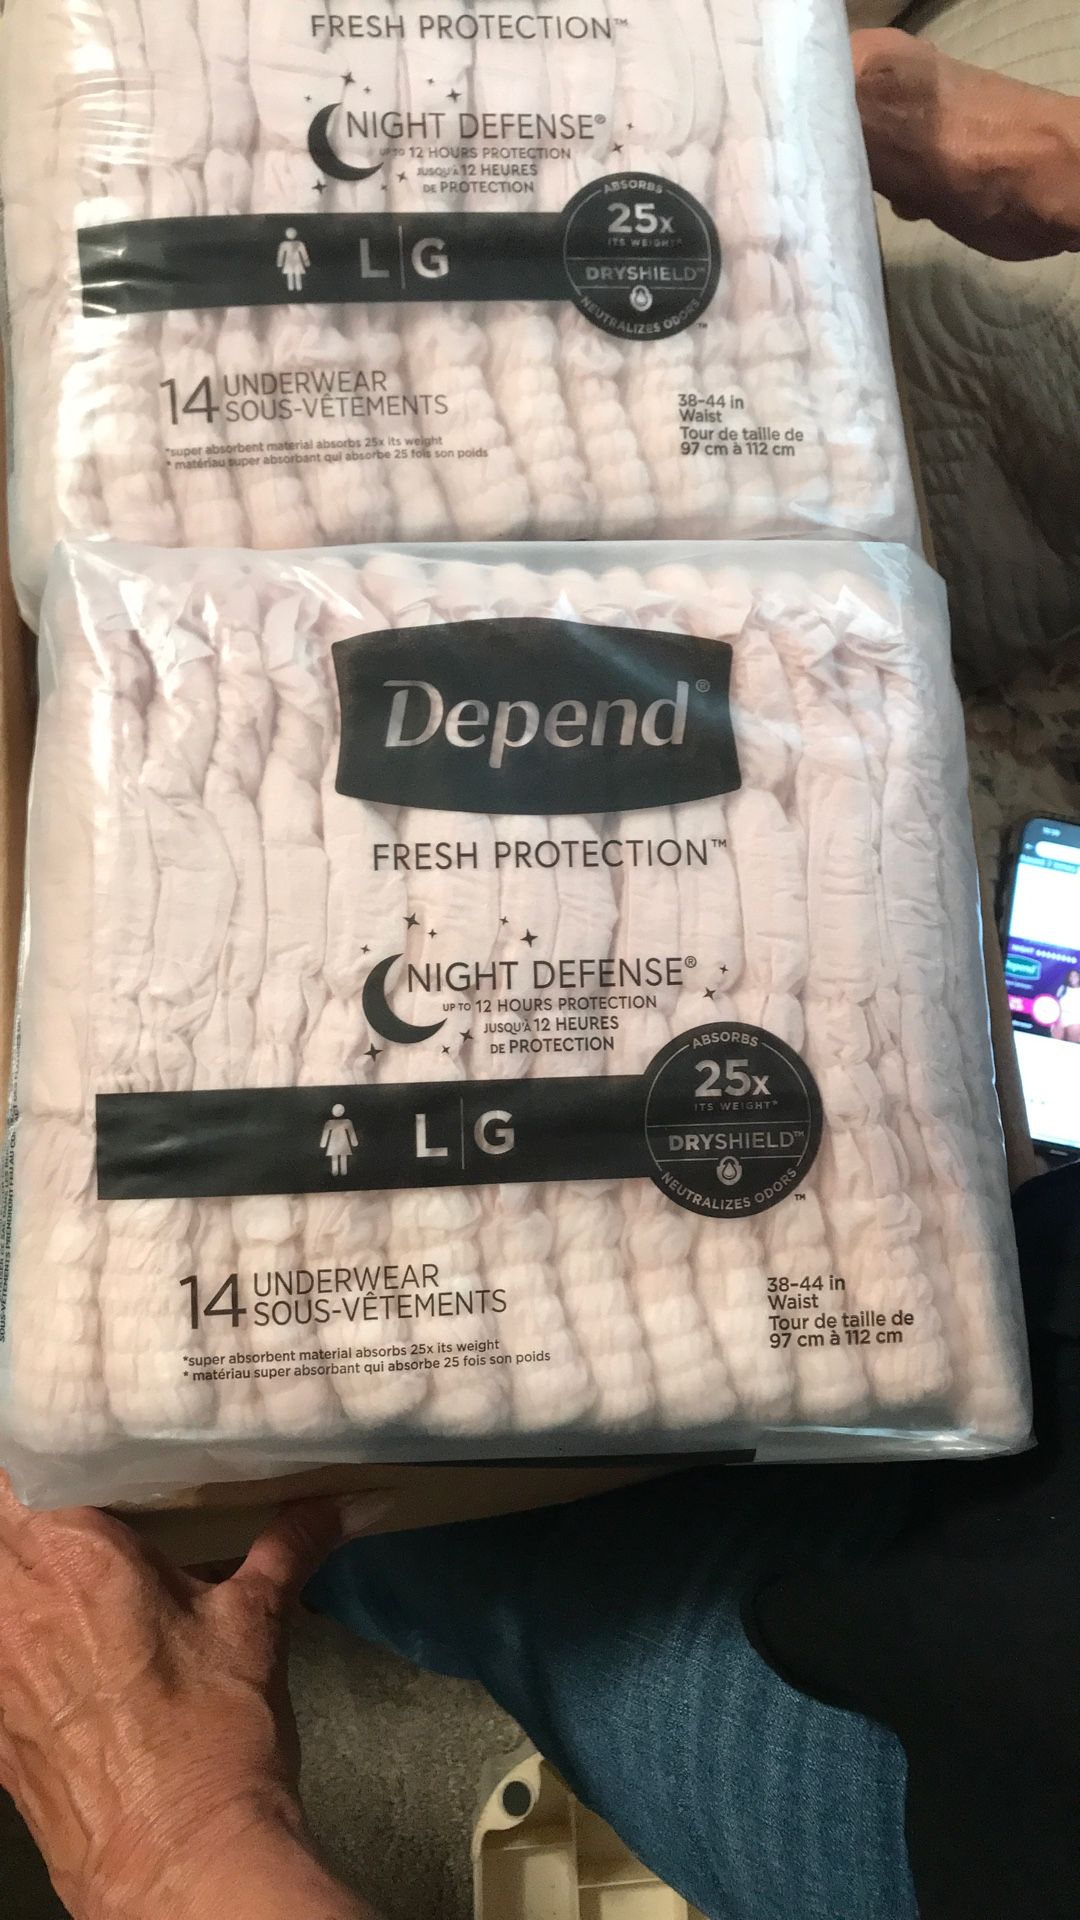 FRESH PROTECTION™
NIGHT DEFENSE®
UP TO 12 HOURS PROTECTION
JUSQU'À 12 HEURES
DE PROTECTION
L|G
ABSORBS
25x
ITS WEIGHT*
DRYSHIELD™
NEUTRALIZES ODORS™
14 UNDERWEAR
SOUS-VÊTEMENTS
*super absorbent material absorbs 25x its weight
* matériau super absorbant qui absorbe 25 fois son poids
38-44 in
Waist
Tour de taille de
97 cm à 112 cm
Depend®
FRESH PROTECTION™
NIGHT DEFENSE®
UP TO 12 HOURS PROTECTION
JUSQU'À 12 HEURES
DE PROTECTION
L|G
ABSORBS
25x
ITS WEIGHT*
DRYSHIELD™
NEUTRALIZES ODORS™
14 UNDERWEAR
SOUS-VÊTEMENTS
*super absorbent material absorbs 25x its weight
* matériau super absorbant qui absorbe 25 fois son poids
38-44 in
Waist
Tour de taille de
97 cm à 112 cm
Depend